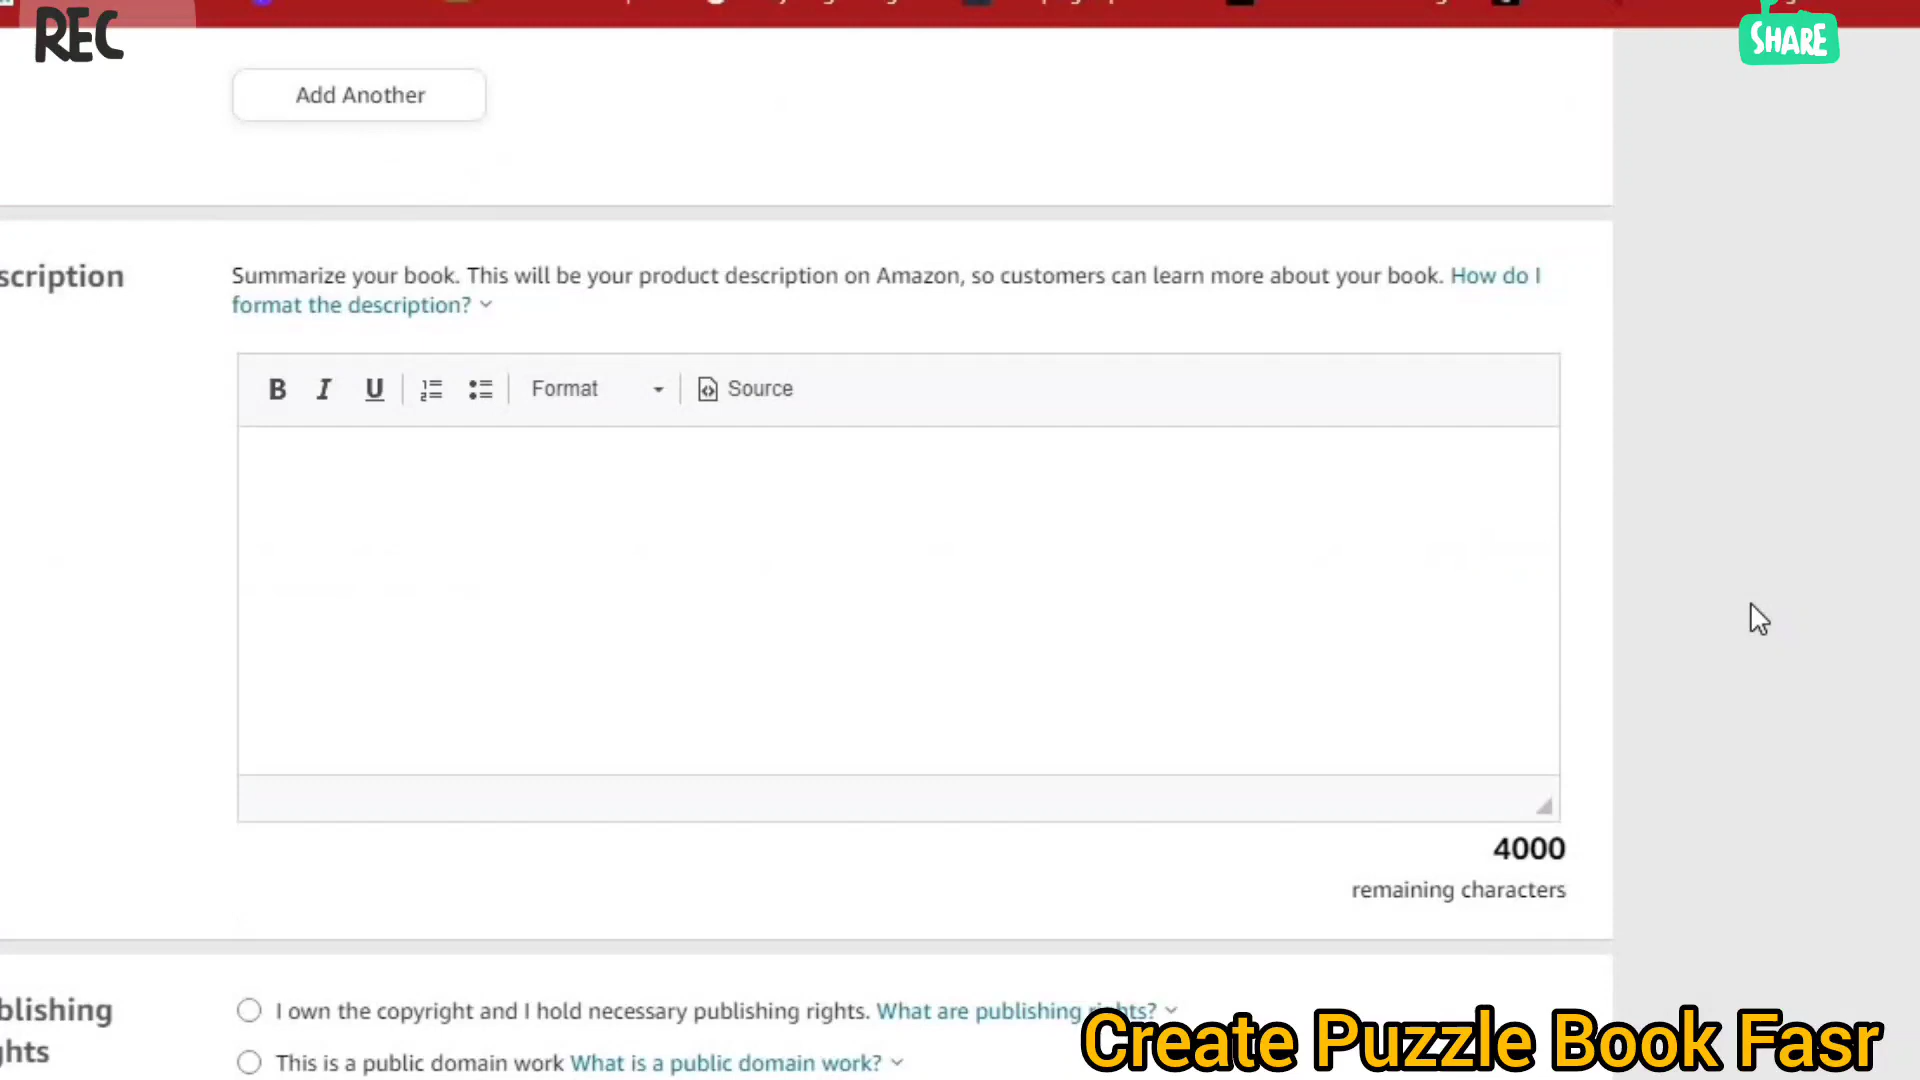 REC
SHARE
Add Another
scription
Summarize your book. This will be your product description on Amazon, so customers can learn more about your book. How do I
format the description?
B I U Format Source
4000
remaining characters
blishing
ghts
I own the copyright and I hold necessary publishing rights. What are publishing rights?
This is a public domain work What is a public domain work?
Create Puzzle Book Fasr